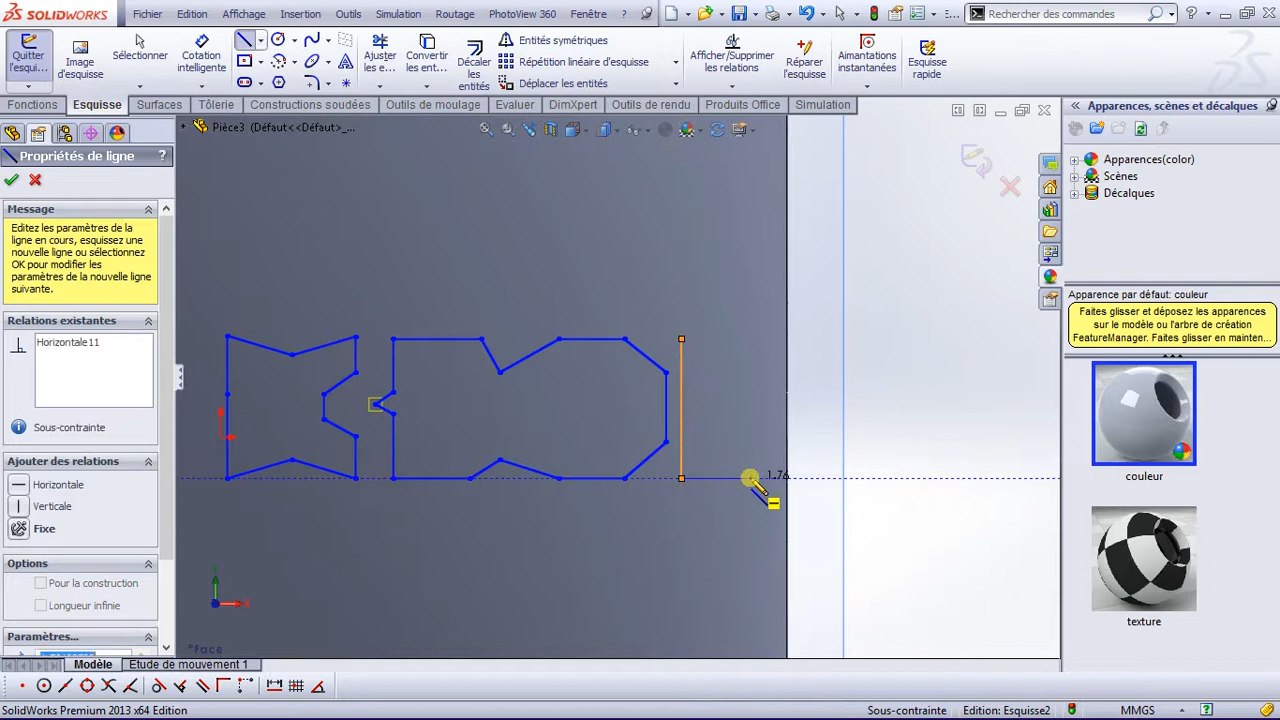 SOLIDWORKS
Fichier Edition Affichage Insertion Outils Simulation Routage PhotoView 360 Fenêtre ?
Rechercher des commandes
Quitter l'esqui...
Image d'esquisse
Sélectionner
Cotation intelligente
Ajuster les e...
Convertir les ent...
Décaler les entités
Entités symétriques
Répétition linéaire d'esquisse
Déplacer les entités
Afficher/Supprimer les relations
Réparer l'esquisse
Aimantations instantanées
Esquisse rapide
Fonctions Esquisse Surfaces Tôlerie Constructions soudées Outils de moulage Evaluer DimXpert Outils de rendu Produits Office Simulation
Pièce3 (Défaut<<Défaut>_...
Propriétés de ligne ?
Message
Editez les paramètres de la
ligne en cours, esquissez une
nouvelle ligne ou sélectionnez
OK pour modifier les
paramètres de la nouvelle ligne
suivante.
Relations existantes
Horizontale11
Sous-contrainte
Ajouter des relations
Horizontale
Verticale
Fixe
Options
Pour la construction
Longueur infinie
Paramètres...
1.76
Y
X
*Face
Apparences, scènes et décalques
Apparences(color)
Scènes
Décalques
Apparence par défaut: couleur
Faites glisser et déposez les apparences
sur le modèle ou l'arbre de création
FeatureManager. Faites glisser en mainten...
couleur
texture
Modèle Etude de mouvement 1
SolidWorks Premium 2013 x64 Edition Sous-contrainte Edition: Esquisse2 MMGS